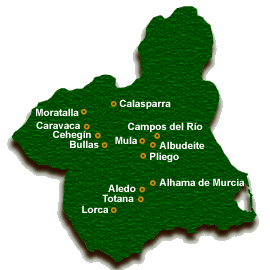 Calasparra
Moratalla
Caravaca
Campos del Río
Cehegín
Mula
Albudeite
Bullas
Pliego
Aledo
Alhama de Murcia
Totana
Lorca